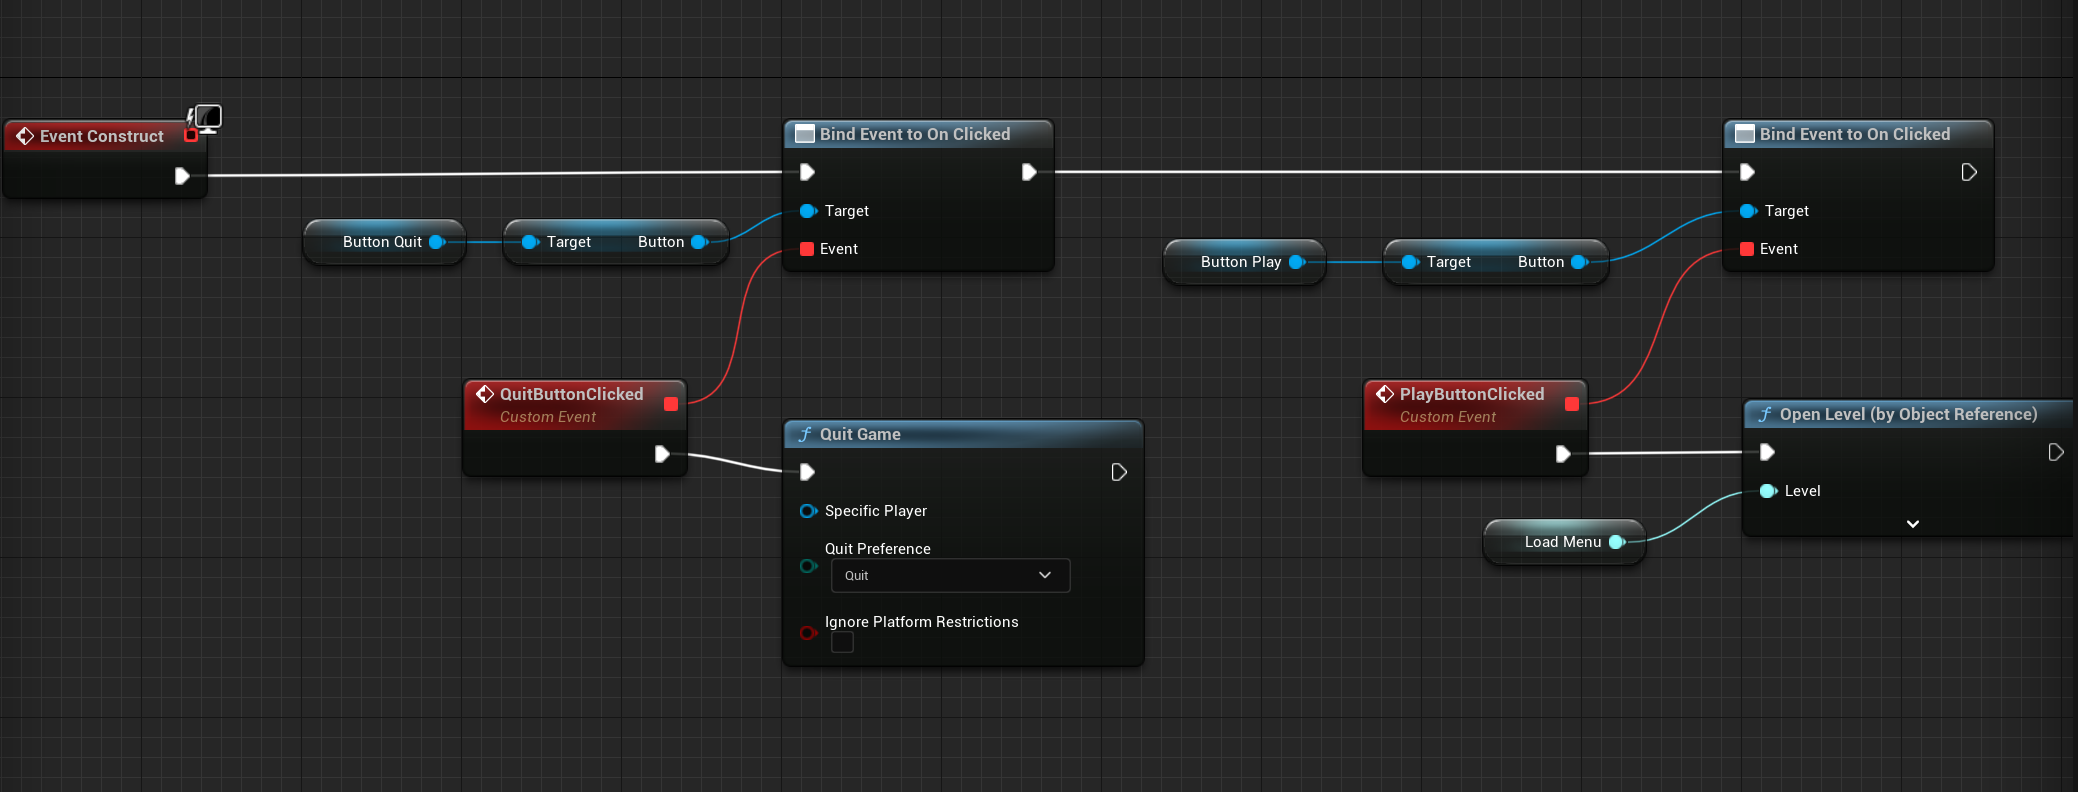 Event Construct
Bind Event to On Clicked
Target
Event
Button Quit
Target Button
QuitButtonClicked
Custom Event
Quit Game
Specific Player
Quit Preference
Quit
Ignore Platform Restrictions
Bind Event to On Clicked
Target
Event
Button Play
Target Button
PlayButtonClicked
Custom Event
Open Level (by Object Reference)
Level
Load Menu